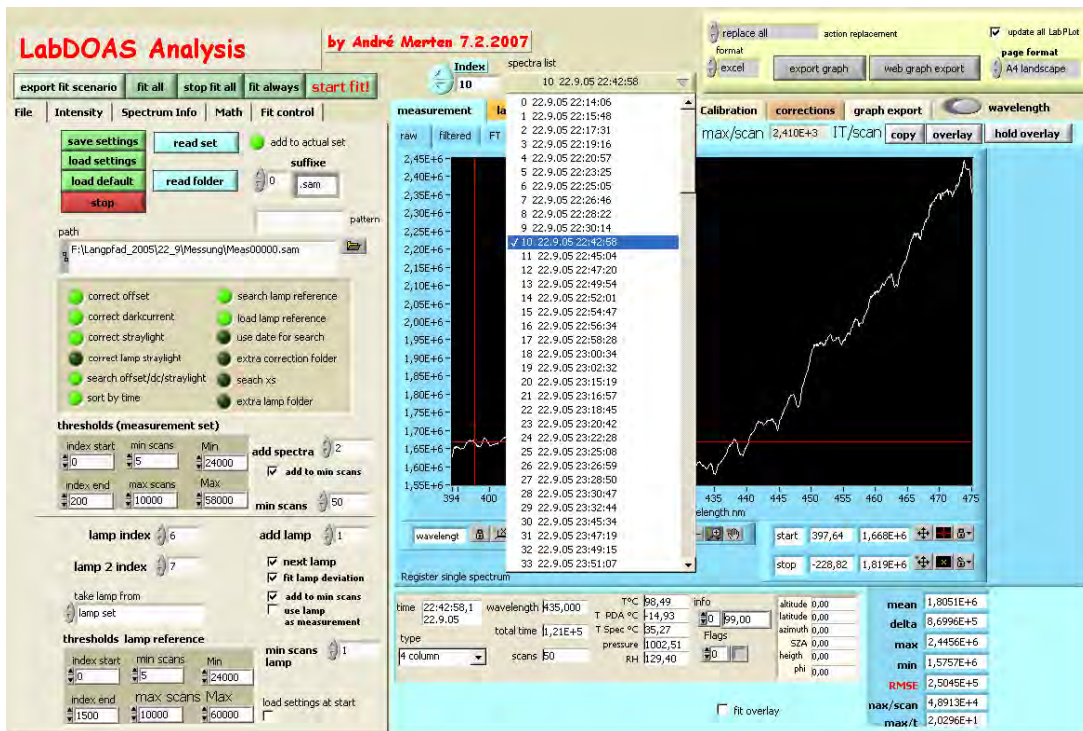 LabDOAS Analysis
by André Merten 7.2.2007
replace all
action replacement
update all LabPLot
format
page format
excel
export graph
web graph export
A4 landscape
Index
10
spectra list
10 22.9.05 22:42:58
export fit scenario
fit all
stop fit all
fit always
start fit!
File
Intensity
Spectrum Info
Math
Fit control
measurement
la
Calibration
corrections
graph export
wavelength
save settings
read set
add to actual set
load settings
suffixe
load default
read folder
0
.sam
stop
pattern
path
F:\Langpfad_2005\22_9\Messung\Meas00000.sam
correct offset
search lamp reference
correct darkcurrent
load lamp reference
correct straylight
use date for search
correct lamp straylight
extra correction folder
search offset/dc/straylight
seach xs
sort by time
extra lamp folder
thresholds (measurement set)
index start
min scans
Min
add spectra
2
0
5
24000
add to min scans
index end
max scans
Max
200
10000
58000
min scans
50
lamp index
6
add lamp
1
lamp 2 index
7
next lamp
fit lamp deviation
take lamp from
add to min scans
lamp set
use lamp
as measurement
thresholds lamp reference
min scans
lamp
1
index start
min scans
Min
0
5
24000
index end
max scans
Max
load settings at start
1500
10000
60000
raw
filtered
FT
max/scan
2,410E+3
IT/scan
copy
overlay
hold overlay
0 22.9.05 22:14:06
1 22.9.05 22:15:48
2 22.9.05 22:17:31
3 22.9.05 22:19:16
4 22.9.05 22:20:57
5 22.9.05 22:23:25
6 22.9.05 22:25:05
7 22.9.05 22:26:46
8 22.9.05 22:28:22
9 22.9.05 22:30:14
10 22.9.05 22:42:58
11 22.9.05 22:45:04
12 22.9.05 22:47:20
13 22.9.05 22:49:54
14 22.9.05 22:52:01
15 22.9.05 22:54:47
16 22.9.05 22:56:34
17 22.9.05 22:58:28
18 22.9.05 23:00:34
19 22.9.05 23:02:32
20 22.9.05 23:15:19
21 22.9.05 23:16:57
22 22.9.05 23:18:45
23 22.9.05 23:20:42
24 22.9.05 23:22:28
25 22.9.05 23:25:08
26 22.9.05 23:26:59
27 22.9.05 23:28:50
28 22.9.05 23:30:47
29 22.9.05 23:32:44
30 22.9.05 23:45:34
31 22.9.05 23:47:19
32 22.9.05 23:49:15
33 22.9.05 23:51:07
2,45E+6
2,40E+6
2,35E+6
2,30E+6
2,25E+6
2,20E+6
2,15E+6
2,10E+6
2,05E+6
2,00E+6
1,95E+6
1,90E+6
1,85E+6
1,80E+6
1,75E+6
1,70E+6
1,65E+6
1,60E+6
1,55E+6
394 400
435 440 445 450 455 460 465 470 475
elength nm
wavelengt
start
397,64
1,668E+6
stop
-228,82
1,819E+6
Register single spectrum
time
22:42:58,1
22.9.05
wavelength
435,000
T°C
98,49
T PDA °C
-14,93
total time
1,21E+5
T Spec °C
35,27
type
4 column
scans
50
pressure
1002,51
RH
129,40
info
0
99,00
Flags
0
altitude 0,00
latitude 0,00
azimuth 0,00
SZA 0,00
heigth 0,00
phi 0,00
fit overlay
mean 1,8051E+6
delta 8,6996E+5
max 2,4456E+6
min 1,5757E+6
RMSE 2,5045E+5
max/scan 4,8913E+4
max/t 2,0296E+1